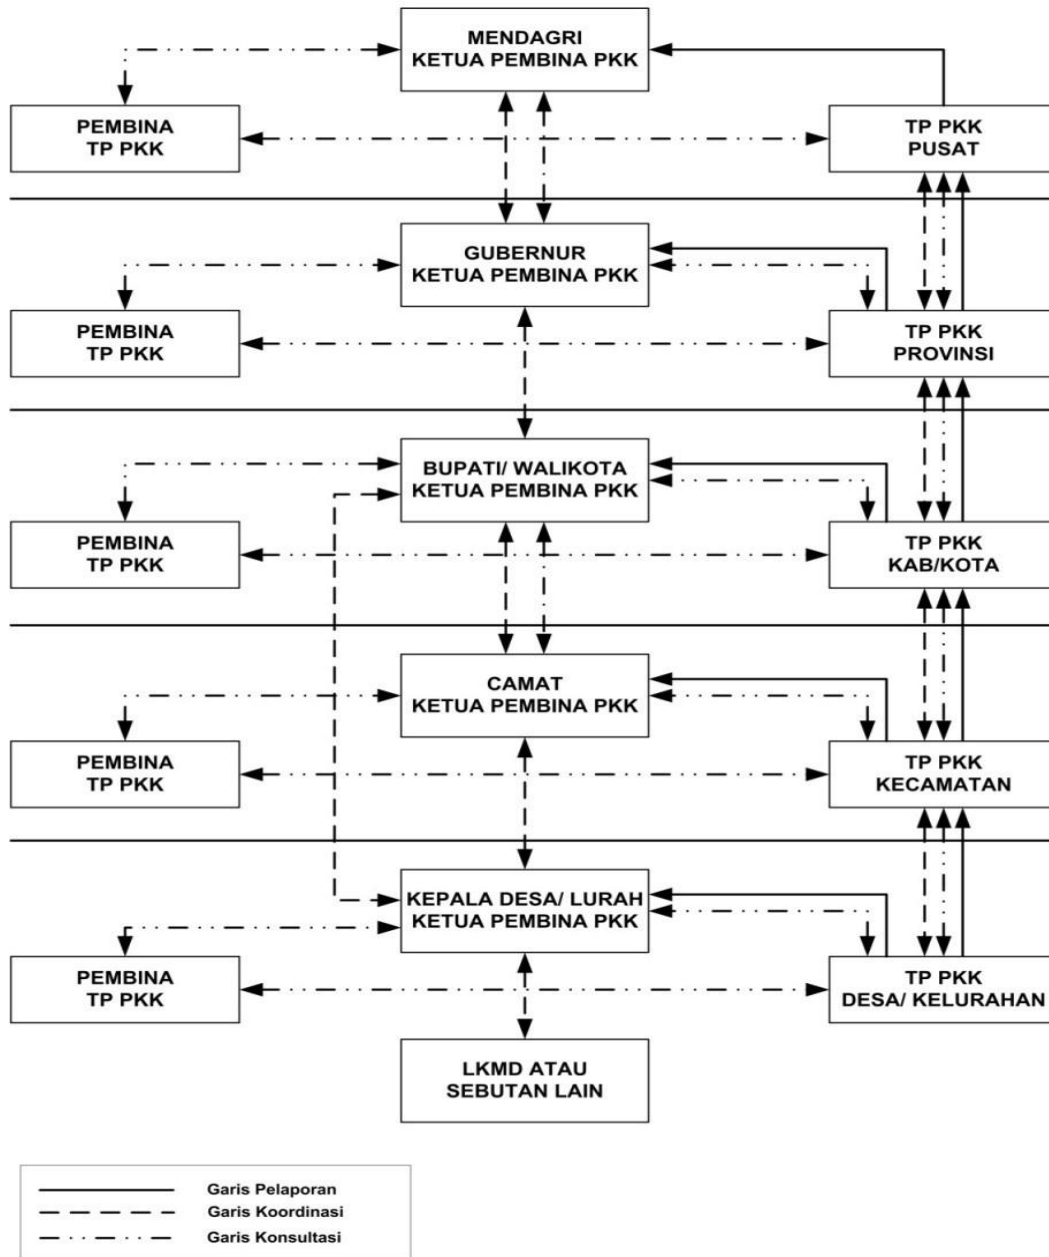 MENDAGRI
KETUA PEMBINA PKK
PEMBINA
TP PKK
TP PKK
PUSAT
GUBERNUR
KETUA PEMBINA PKK
PEMBINA
TP PKK
TP PKK
PROVINSI
BUPATI/ WALIKOTA
KETUA PEMBINA PKK
PEMBINA
TP PKK
TP PKK
KAB/KOTA
CAMAT
KETUA PEMBINA PKK
PEMBINA
TP PKK
TP PKK
KECAMATAN
KEPALA DESA/ LURAH
KETUA PEMBINA PKK
PEMBINA
TP PKK
TP PKK
DESA/ KELURAHAN
LKMD ATAU
SEBUTAN LAIN
Garis Pelaporan
Garis Koordinasi
Garis Konsultasi